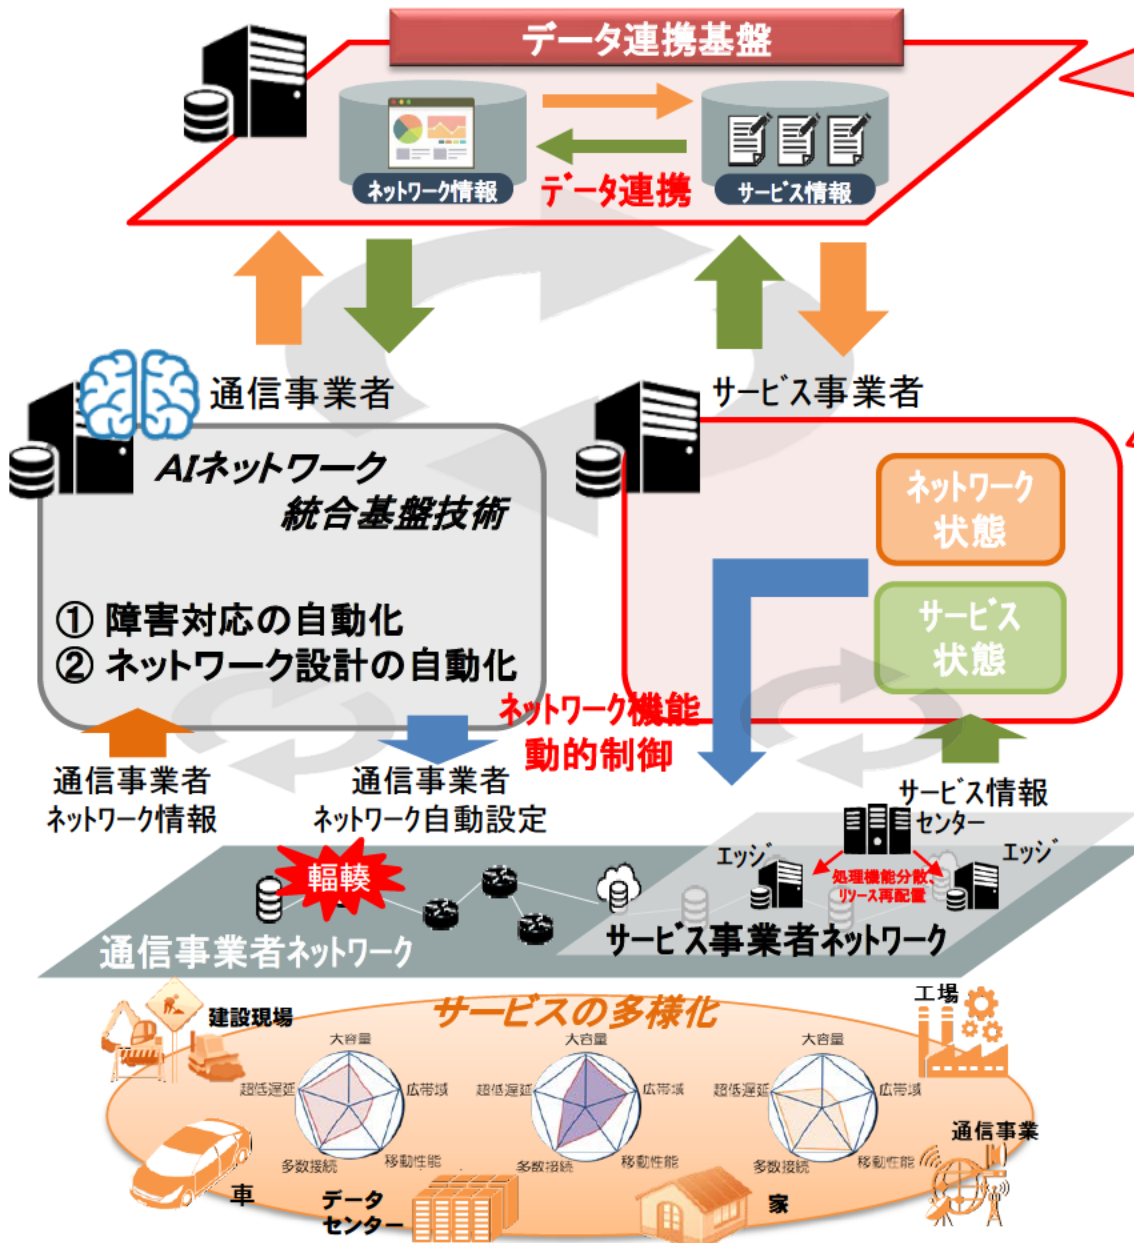 データ連携基盤
ネットワーク情報
データ連携
サービス情報
通信事業者
サービス事業者
AIネットワーク
統合基盤技術
① 障害対応の自動化
② ネットワーク設計の自動化
ネットワーク
状態
サービス
状態
ネットワーク機能
動的制御
通信事業者
ネットワーク情報
通信事業者
ネットワーク自動設定
サービス情報
センター
エッジ
エッジ
処理機能分散、
リソース再配置
輻輳
通信事業者ネットワーク
サービス事業者ネットワーク
サービスの多様化
建設現場
工場
大容量
超低遅延
広帯域
多数接続
移動性能
大容量
超低遅延
広帯域
多数接続
移動性能
大容量
超低遅延
広帯域
多数接続
移動性能
通信事業
車
データ
センター
家